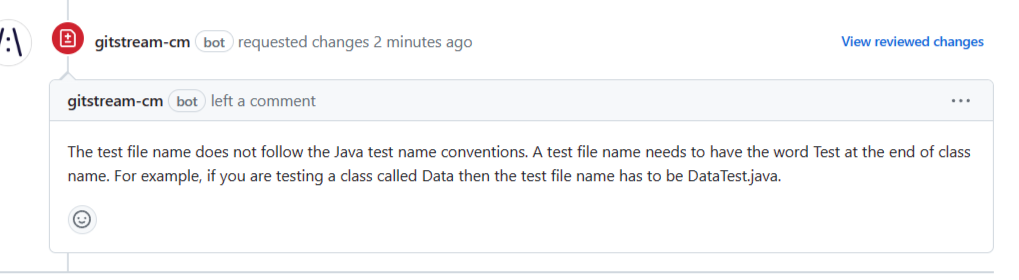 gitstream-cm bot requested changes 2 minutes ago View reviewed changes
gitstream-cm bot left a comment ...
The test file name does not follow the Java test name conventions. A test file name needs to have the word Test at the end of class
name. For example, if you are testing a class called Data then the test file name has to be DataTest.java.